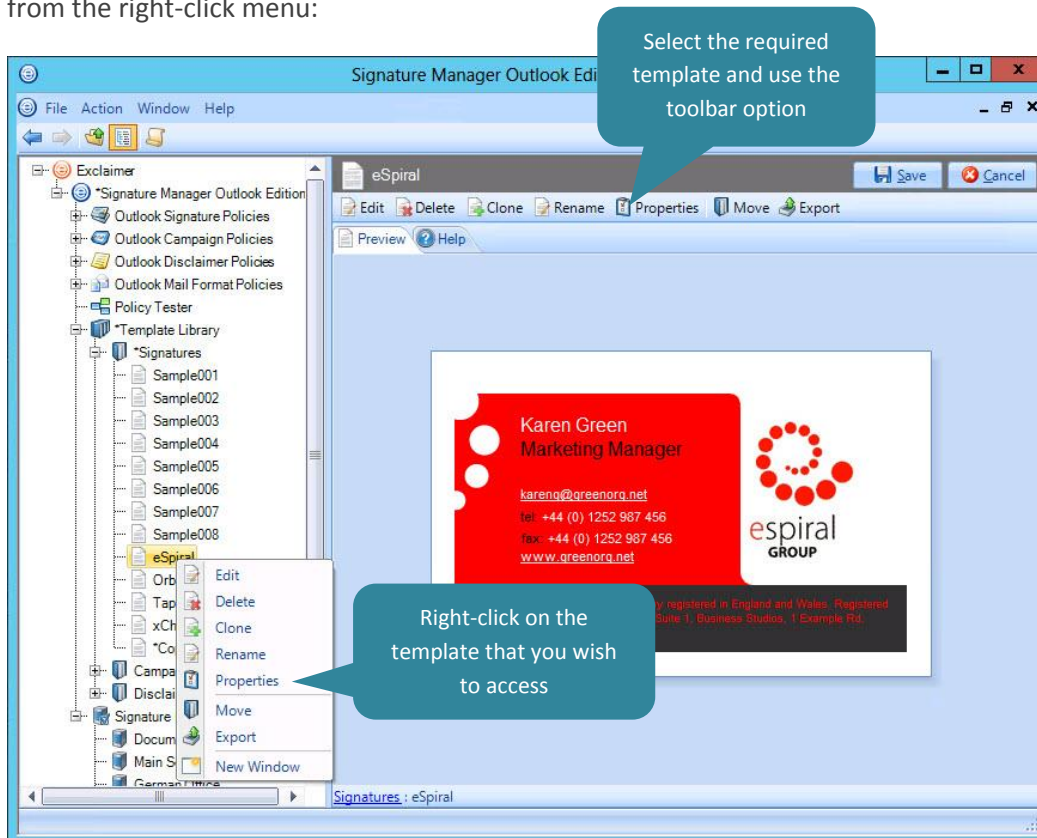 from the right-click menu:
Select the required
template and use the
toolbar option
Signature Manager Outlook
File Action Window Help
Exclaimer
*Signature Manager Outlook Edition
Outlook Signature Policies
Outlook Campaign Policies
Outlook Disclaimer Policies
Outlook Mail Format Policies
Policy Tester
*Template Library
*Signatures
Sample001
Sample002
Sample003
Sample004
Sample005
Sample006
Sample007
Sample008
eSpiral
Edit
Delete
Clone
Rename
Properties
Move
Export
New Window
Signature
Main
German Office
eSpiral
Save Cancel
Edit Delete Clone Rename Properties Move Export
Preview Help
Karen Green
Marketing Manager
kareng@greenorg.net
tel: +44 (0) 1252 987 456
fax: +44 (0) 1252 987 456
www.greenorg.net
espiral
GROUP
registered in England and Wales. Registered
Suite 1, Business Studios, 1 Example Rd.
Right-click on the
template that you wish
to access
Signatures : eSpiral